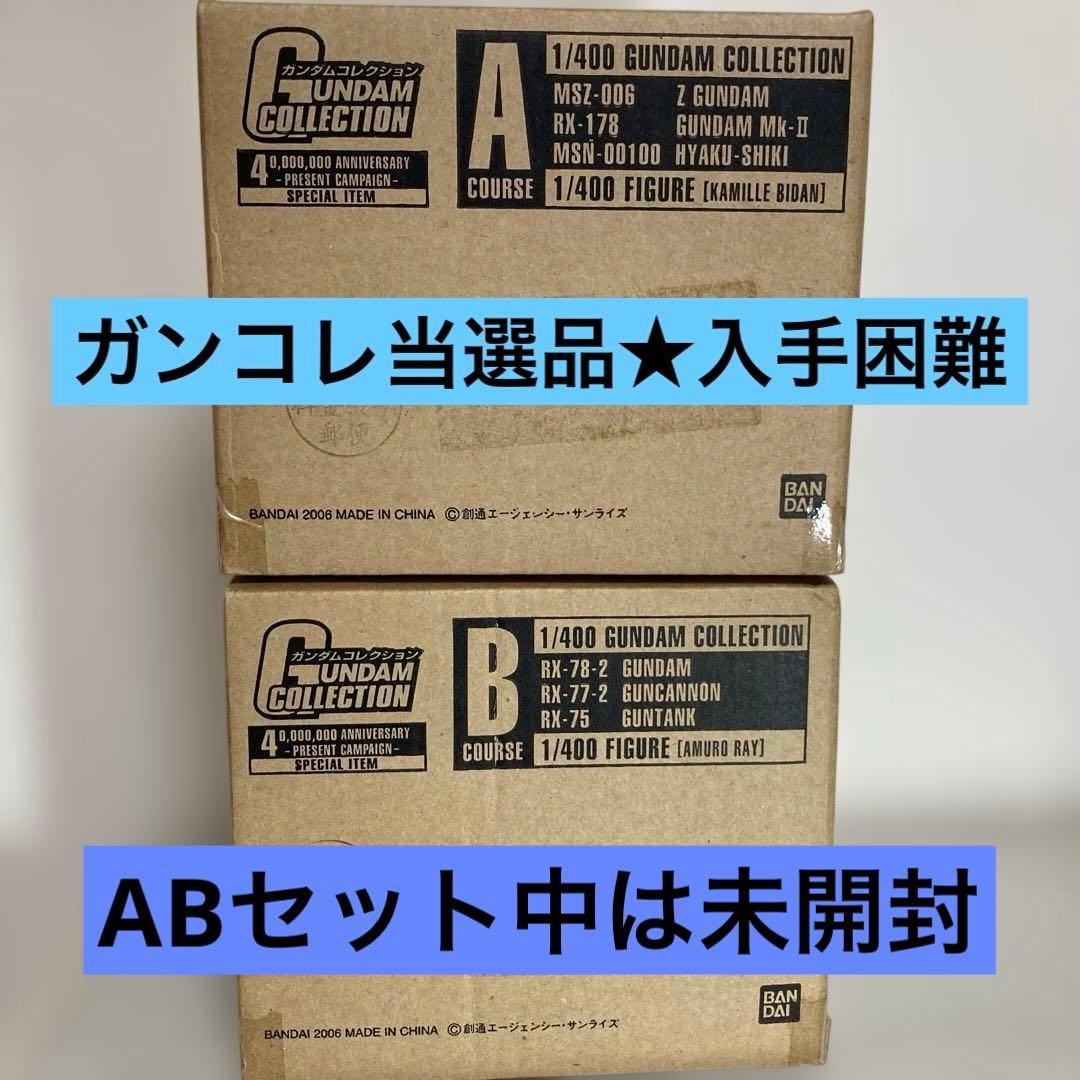 ガンダムコレクション
GUNDAM
COLLECTION
40,000,000 ANNIVERSARY
- PRESENT CAMPAIGN -
SPECIAL ITEM
A
COURSE
1/400 GUNDAM COLLECTION
MSZ-006 Z GUNDAM
RX-178 GUNDAM Mk-II
MSN-00100 HYAKU-SHIKI
1/400 FIGURE [KAMILLE BIDAN]
ガンコレ当選品★入手困難
郵便
BANDAI 2006 MADE IN CHINA ©創通エージェンシー・サンライズ
BAN
DAI
ガンダムコレクション
GUNDAM
COLLECTION
40,000,000 ANNIVERSARY
- PRESENT CAMPAIGN -
SPECIAL ITEM
B
COURSE
1/400 GUNDAM COLLECTION
RX-78-2 GUNDAM
RX-77-2 GUNCANNON
RX-75 GUNTANK
1/400 FIGURE [AMURO RAY]
ABセット中は未開封
BAN
DAI
BANDAI 2006 MADE IN CHINA ©創通エージェンシー・サンライズ